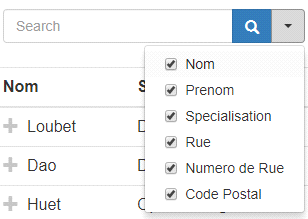 Search
Nom
Nom
Prenom
Specialisation
Rue
Numero de Rue
Code Postal
Loubet
Dao
Huet